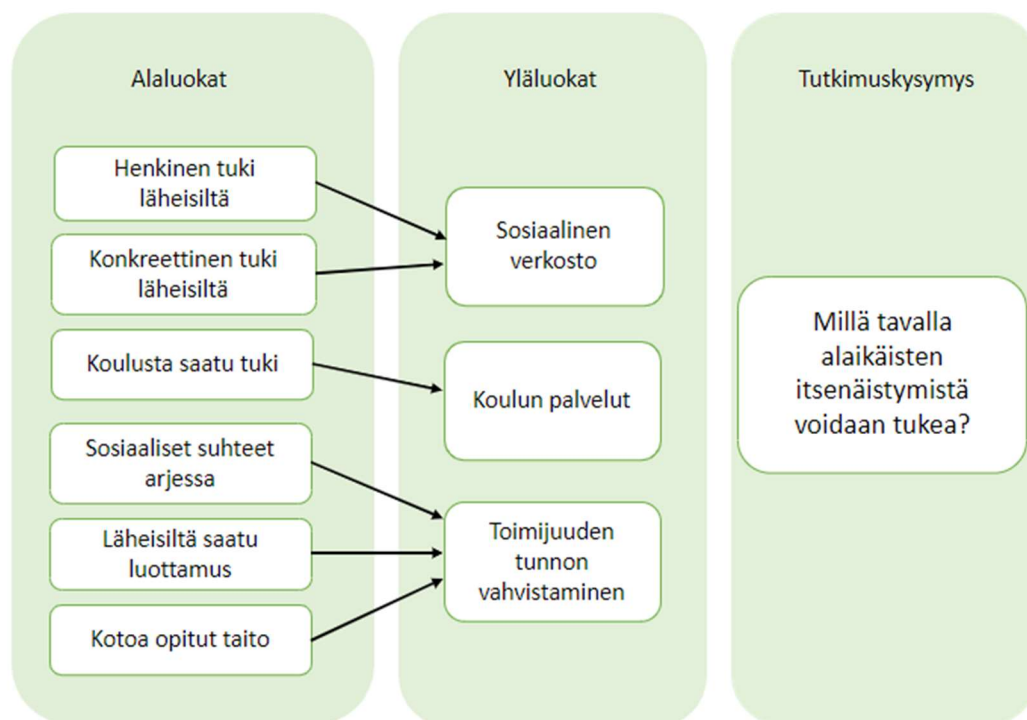 Alaluokat
Henkinen tuki
läheisiltä
Konkreettinen tuki
läheisiltä
Koulusta saatu tuki
Sosiaaliset suhteet
arjessa
Läheisiltä saatu
luottamus
Kotoa opitut taito
Yläluokat
Sosiaalinen
verkosto
Koulun palvelut
Toimijuuden
tunnon
vahvistaminen
Tutkimuskysymys
Millä tavalla
alaikäisten
itsenäistymistä
voidaan tukea?